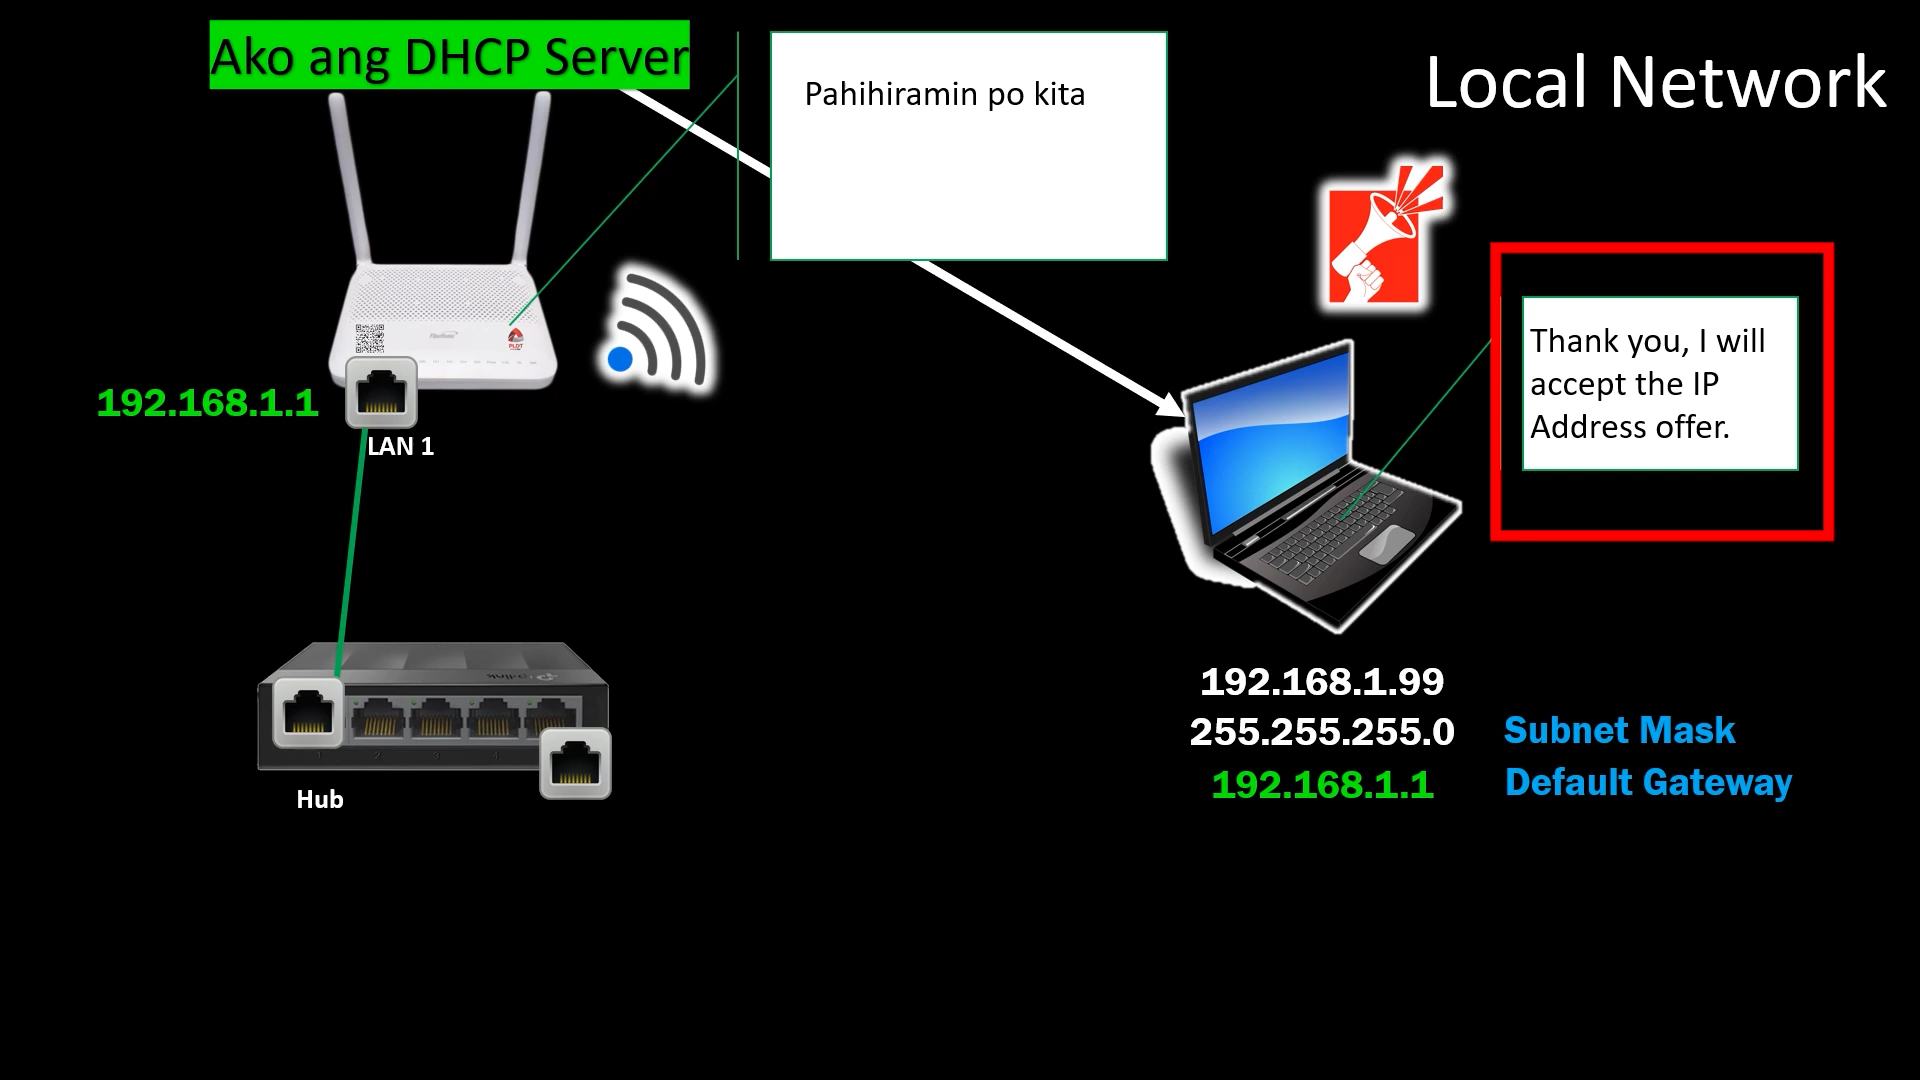 Ako ang DHCP Server
Pahihiramin po kita
Local Network
Thank you, I will
accept the IP
Address offer.
PLDT
192.168.1.1
LAN 1
192.168.1.99
255.255.255.0 Subnet Mask
192.168.1.1 Default Gateway
Hub